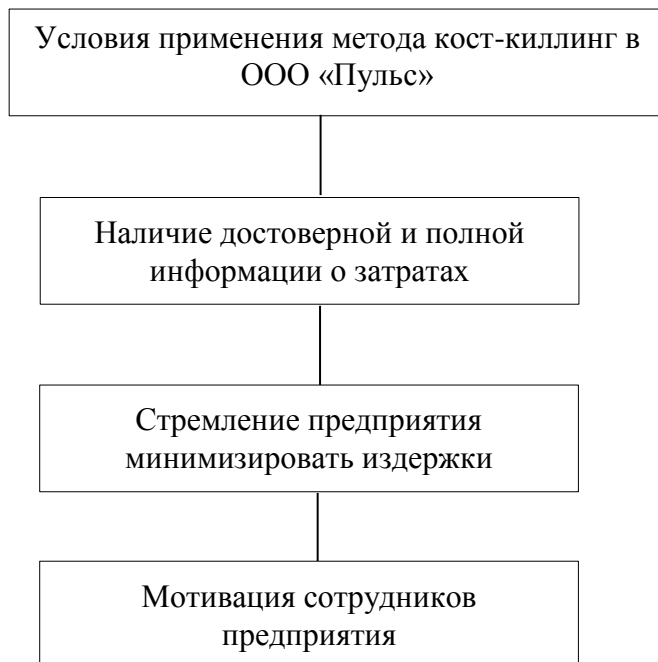 Условия применения метода кост-киллинг в
ООО «Пульс»
Наличие достоверной и полной
информации о затратах
Стремление предприятия
минимизировать издержки
Мотивация сотрудников
предприятия